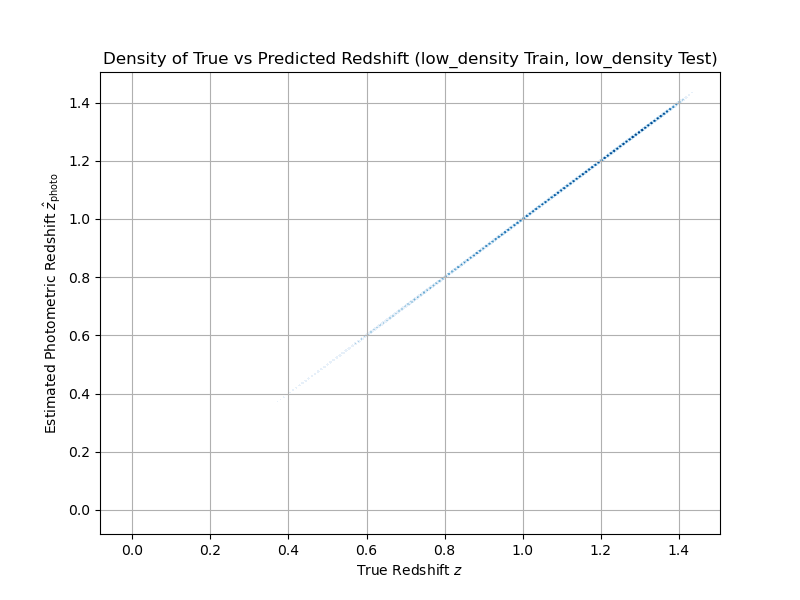 Density of True vs Predicted Redshift (low_density Train, low_density Test)
Estimated Photometric Redshift ẑphoto
1.4
1.2
1.0
0.8
0.6
0.4
0.2
0.0
0.0 0.2 0.4 0.6 0.8 1.0 1.2 1.4
True Redshift z